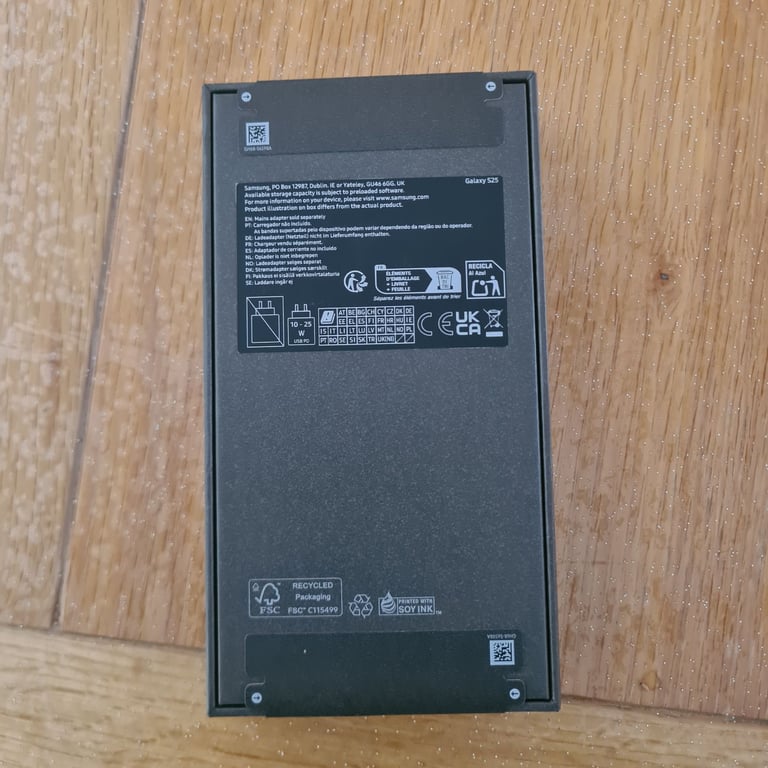 Samsung, PO Box 12987, Dublin. IE or Yateley, GU46 6GG. UK
Galaxy S25
Available storage capacity is subject to preloaded software.
For more information on your device, please visit www.samsung.com
Product illustration on box differs from the actual product.
EN: Mains adapter sold separately
PT: Carregador não incluído.
As bandas suportadas pelo dispositivo podem variar dependendo da região ou do operador.
DE: Ladeadapter (Netzteil) nicht im Lieferumfang enthalten.
FR: Chargeur vendu séparément.
ES: Adaptador de corriente no incluido
NL: Oplader is niet inbegrepen
NO: Ladeadapter selges separat
DK: Strømadapter sælges særskilt
FI: Pakkaus ei sisällä verkkovirtalaturia
SE: Laddare ingår ej
FR
ÉLÉMENTS
D'EMBALLAGE
+ LIVRET
+ FEUILLE
BAC
DE
TRI
Séparez les éléments avant de trier
RECICLA
Al Azul
10 - 25
W
USB PD
AT BE BG CH CY CZ DK DE
EE EL ES FI FR HR HU IE
IS IT LI LT LU LV MT NL NO PL
PT RO SE SI SK TR UK(NI)
CE
UK
CA
FSC
RECYCLED
Packaging
FSC® C115499
PRINTED WITH
SOY INK™